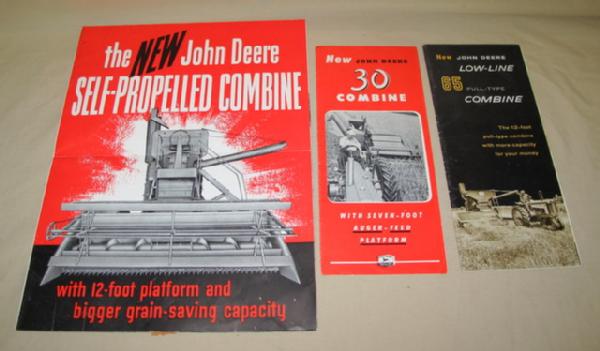 the NEW John Deere
SELF-PROPELLED COMBINE
with 12-foot platform and
bigger grain-saving capacity
New JOHN DEERE
30
COMBINE
WITH SEVEN-FOOT
AUGER-FEED
PLATFORM
New JOHN DEERE
LOW-LINE
65 PULL-TYPE
COMBINE
The 12-foot
pull-type combine
with more capacity
for your money